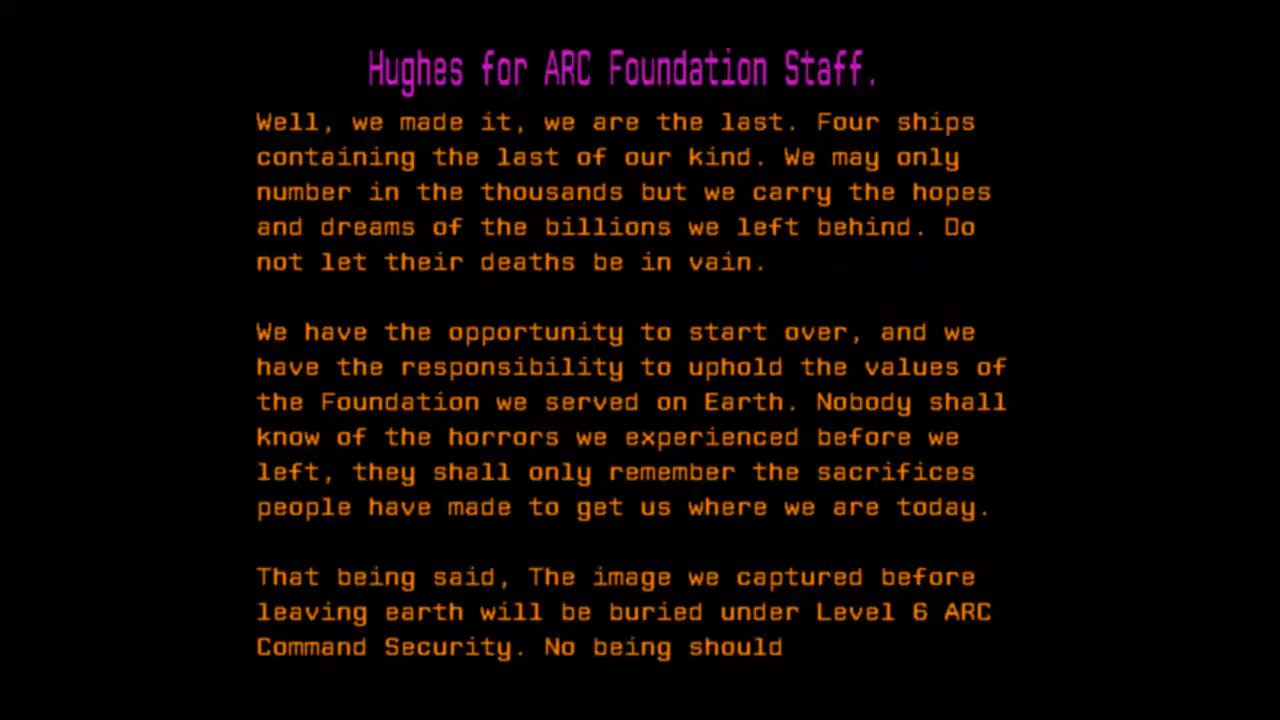 Hughes for ARC Foundation Staff.
Well, we made it, we are the last. Four ships
containing the last of our kind. We may only
number in the thousands but we carry the hopes
and dreams of the billions we left behind. Do
not let their deaths be in vain.
We have the opportunity to start over, and we
have the responsibility to uphold the values of
the Foundation we served on Earth. Nobody shall
know of the horrors we experienced before we
left, they shall only remember the sacrifices
people have made to get us where we are today.
That being said, The image we captured before
leaving earth will be buried under Level 6 ARC
Command Security. No being should